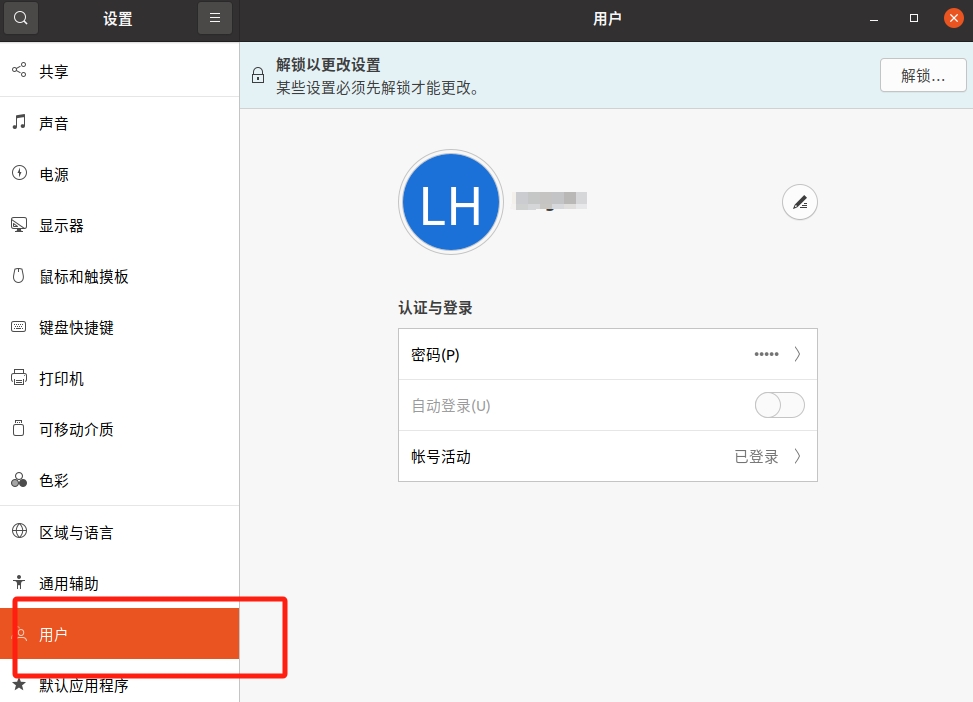 设置
用户
共享
声音
电源
显示器
鼠标和触摸板
键盘快捷键
打印机
可移动介质
色彩
区域与语言
通用辅助
用户
默认应用程序
解锁以更改设置
某些设置必须先解锁才能更改。
解锁...
LH
认证与登录
密码(P) •••••
自动登录(U)
帐号活动 已登录